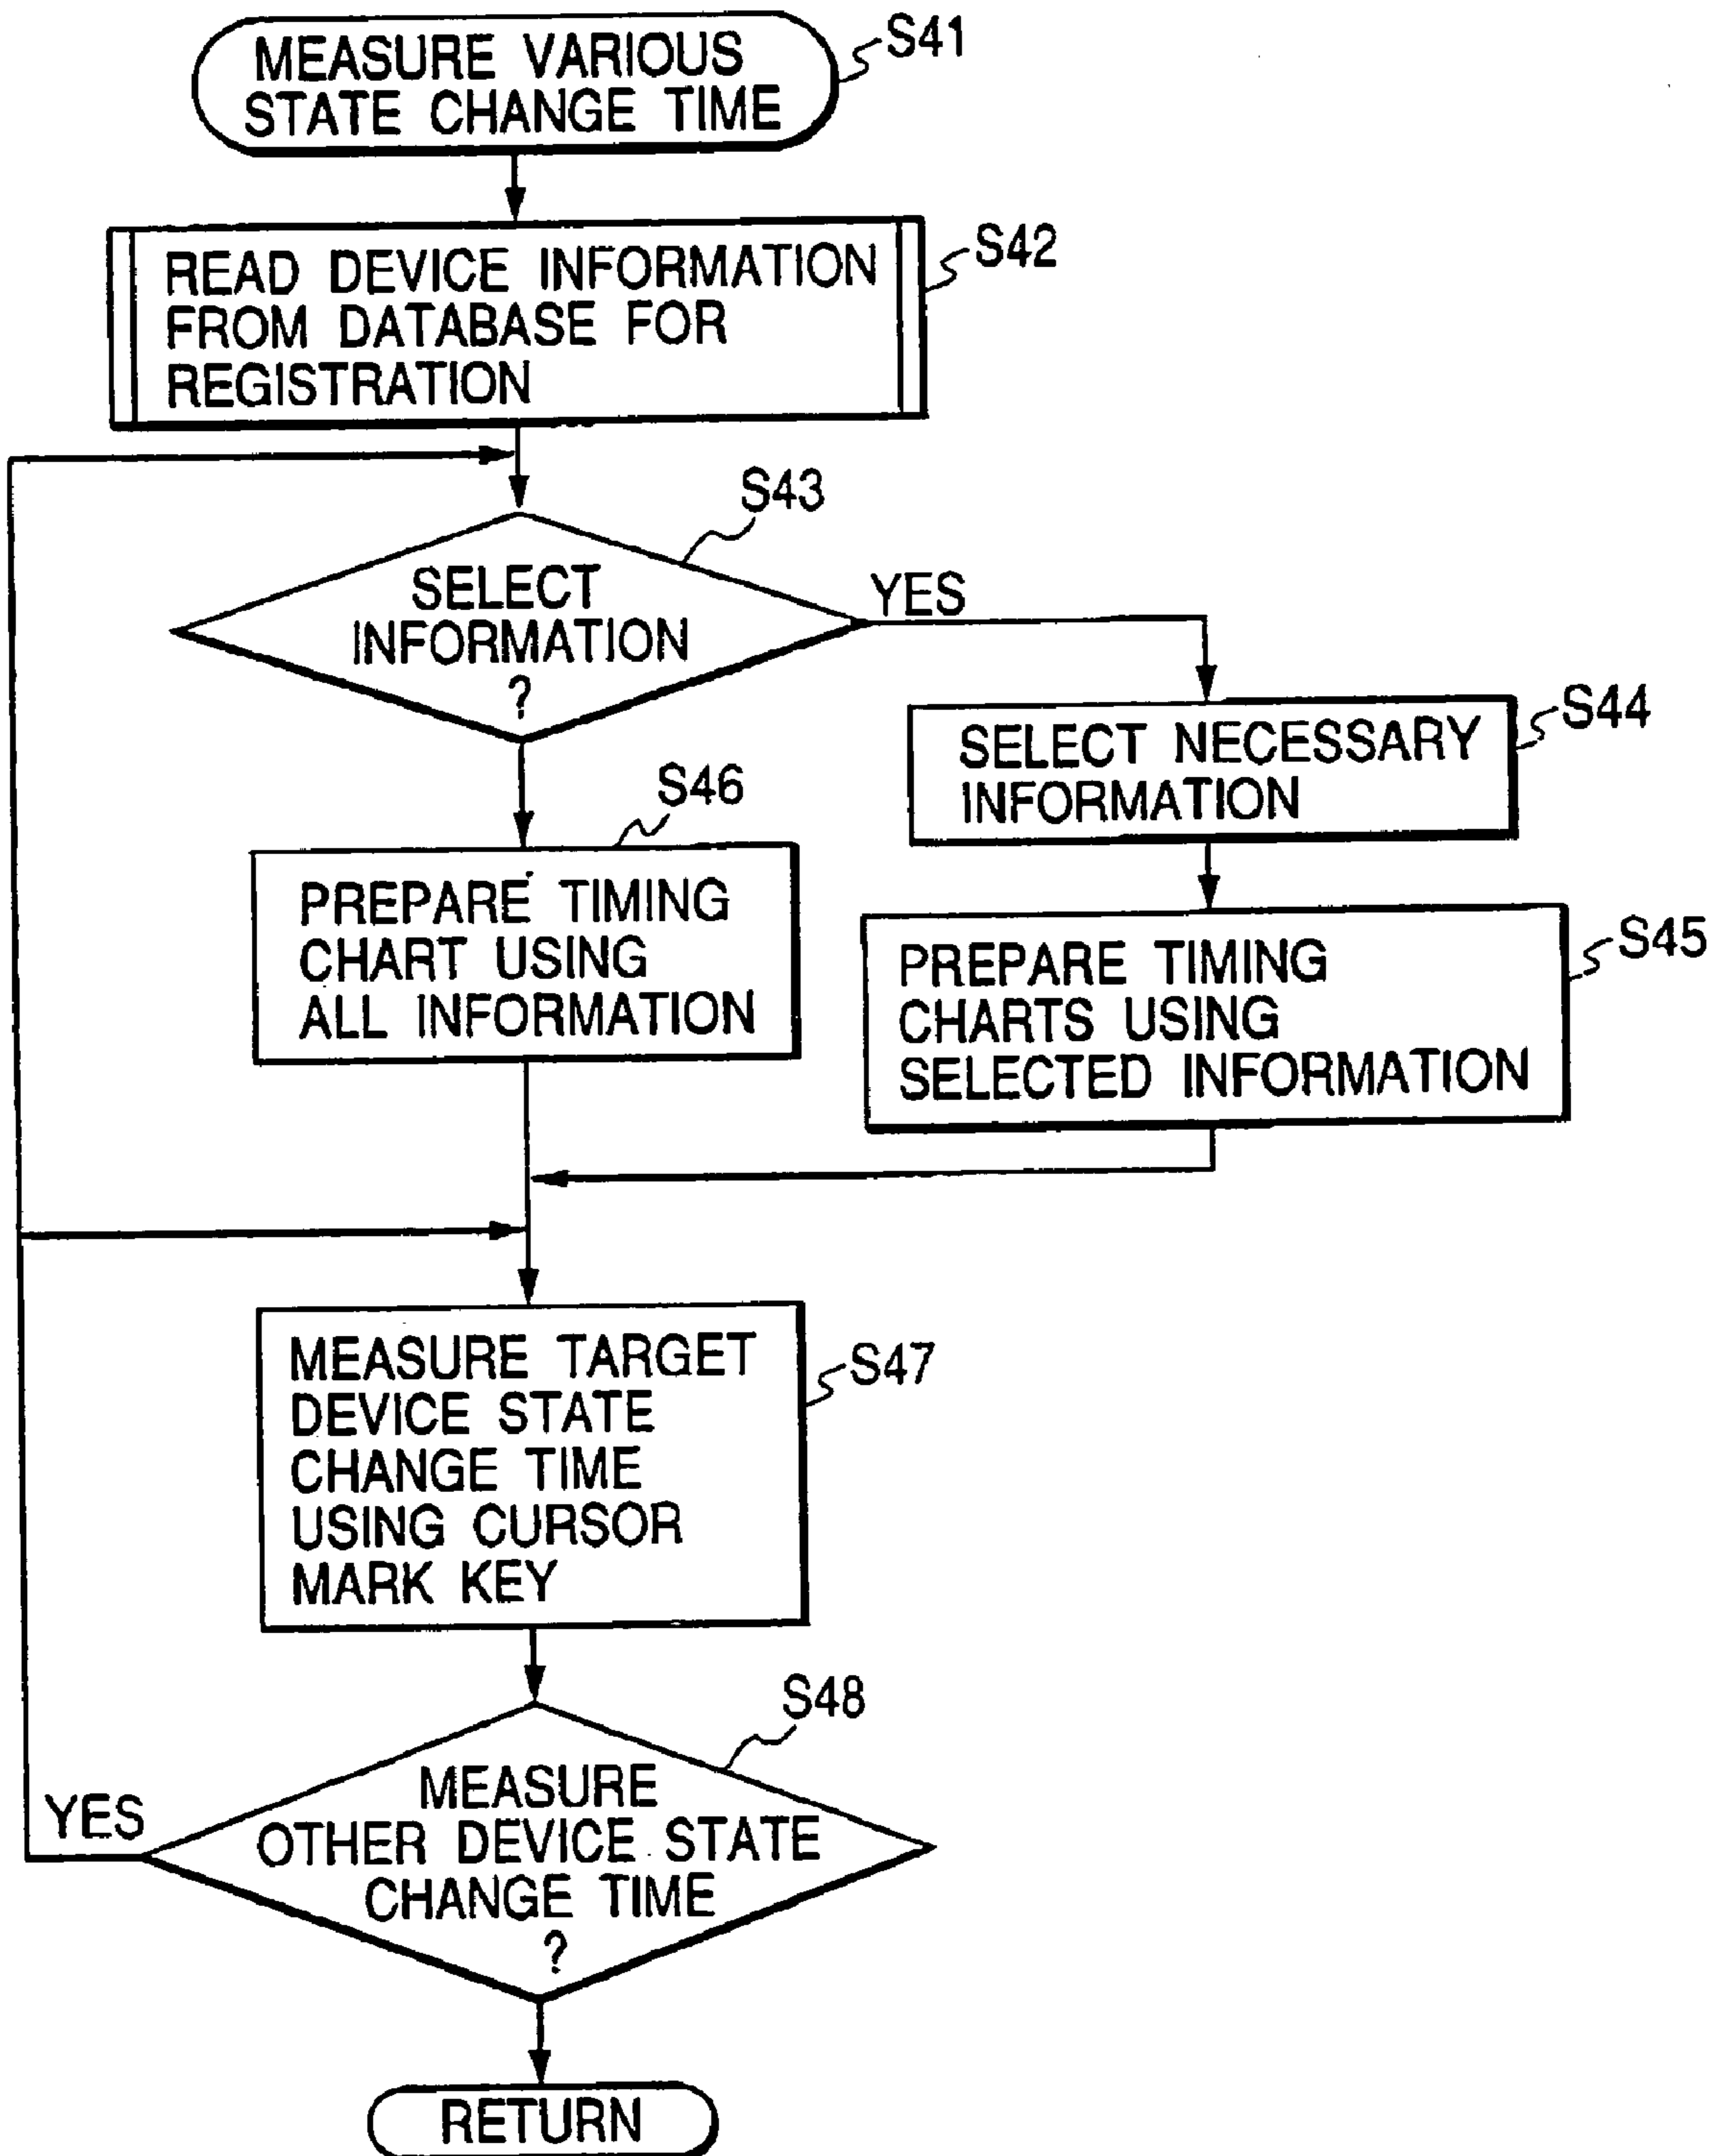 MEASURE VARIOUS
STATE CHANGE TIME
S41
READ DEVICE INFORMATION
FROM DATABASE FOR
REGISTRATION
S42
S43
SELECT
INFORMATION
?
YES
S44
SELECT NECESSARY
INFORMATION
S46
PREPARE TIMING
CHART USING
ALL INFORMATION
S45
PREPARE TIMING
CHARTS USING
SELECTED INFORMATION
MEASURE TARGET
DEVICE STATE
CHANGE TIME
USING CURSOR
MARK KEY
S47
S48
MEASURE
OTHER DEVICE STATE
CHANGE TIME
?
YES
RETURN